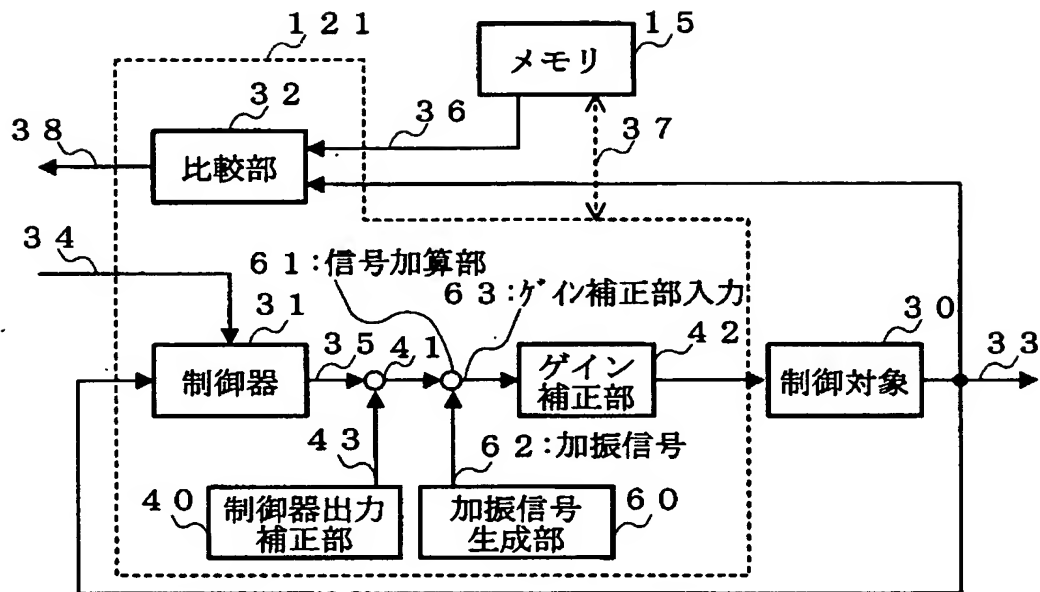 121
15
メモリ
32
36
37
38
比較部
34
61:信号加算部
63:ゲイン補正部入力
31
35
41
42
30
33
制御器
ゲイン
補正部
制御対象
43
62:加振信号
40
制御器出力
補正部
加振信号
生成部
60